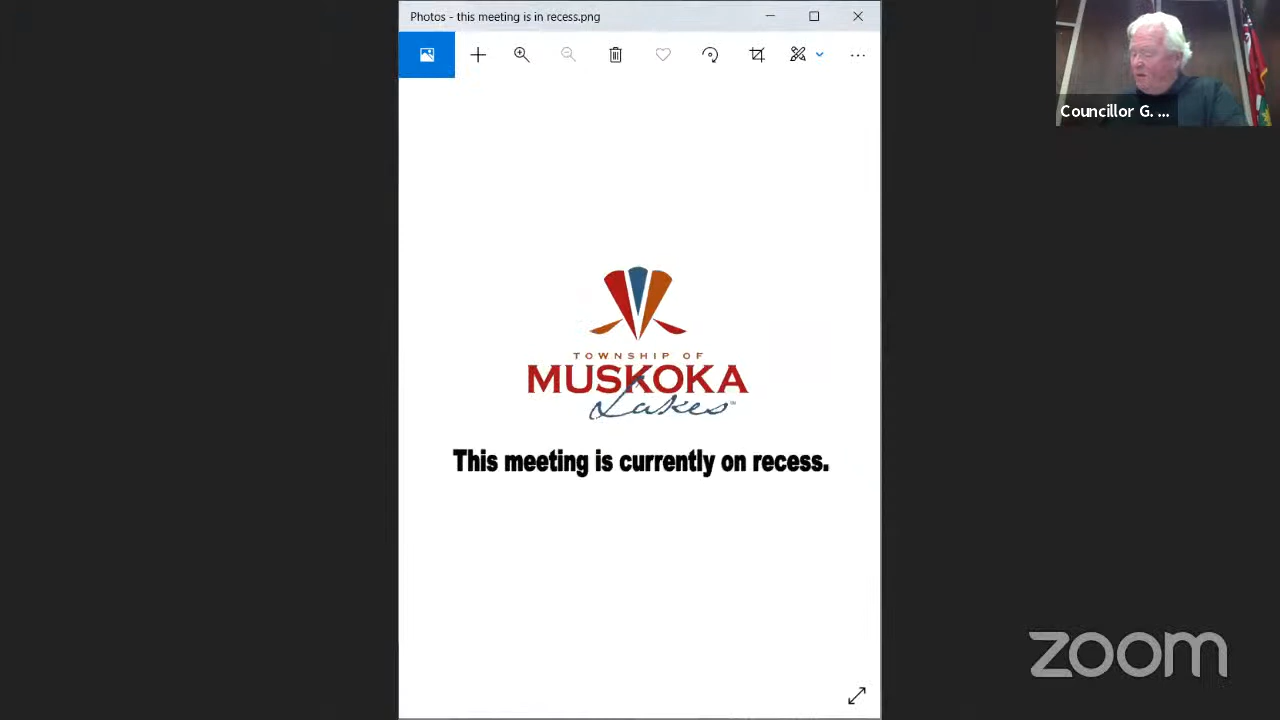 Photos - this meeting is in recess.png
Councillor G. ...
TOWNSHIP OF
MUSKOKA
Lakes
TM
This meeting is currently on recess.
zoom